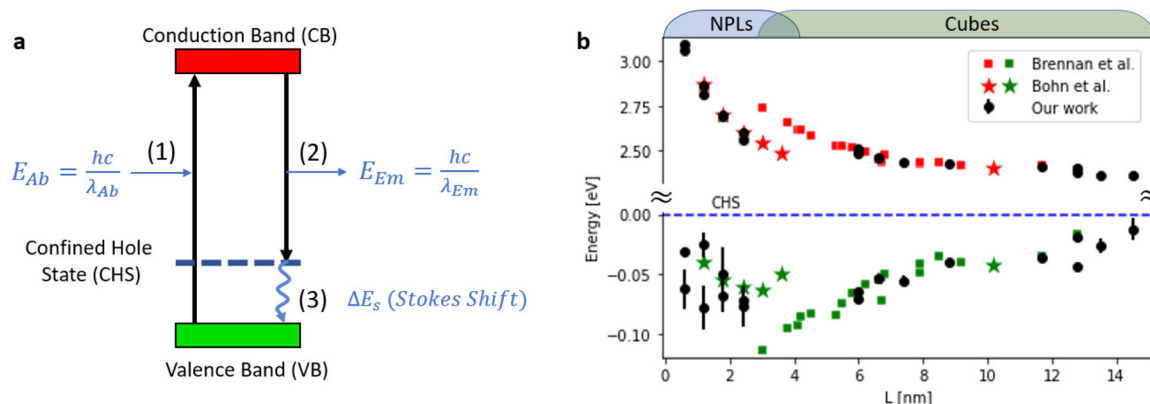 a
Conduction Band (CB)
(1)
(2)
E_Ab = hc/λ_Ab
E_Em = hc/λ_Em
Confined Hole
State (CHS)
(3)
ΔE_s (Stokes Shift)
Valence Band (VB)
b
NPLs
Cubes
Brennan et al.
Bohn et al.
Our work
Energy [eV]
3.00
2.75
2.50
≈
≈
CHS
0.00
−0.05
−0.10
0
2
4
6
8
10
12
14
L [nm]